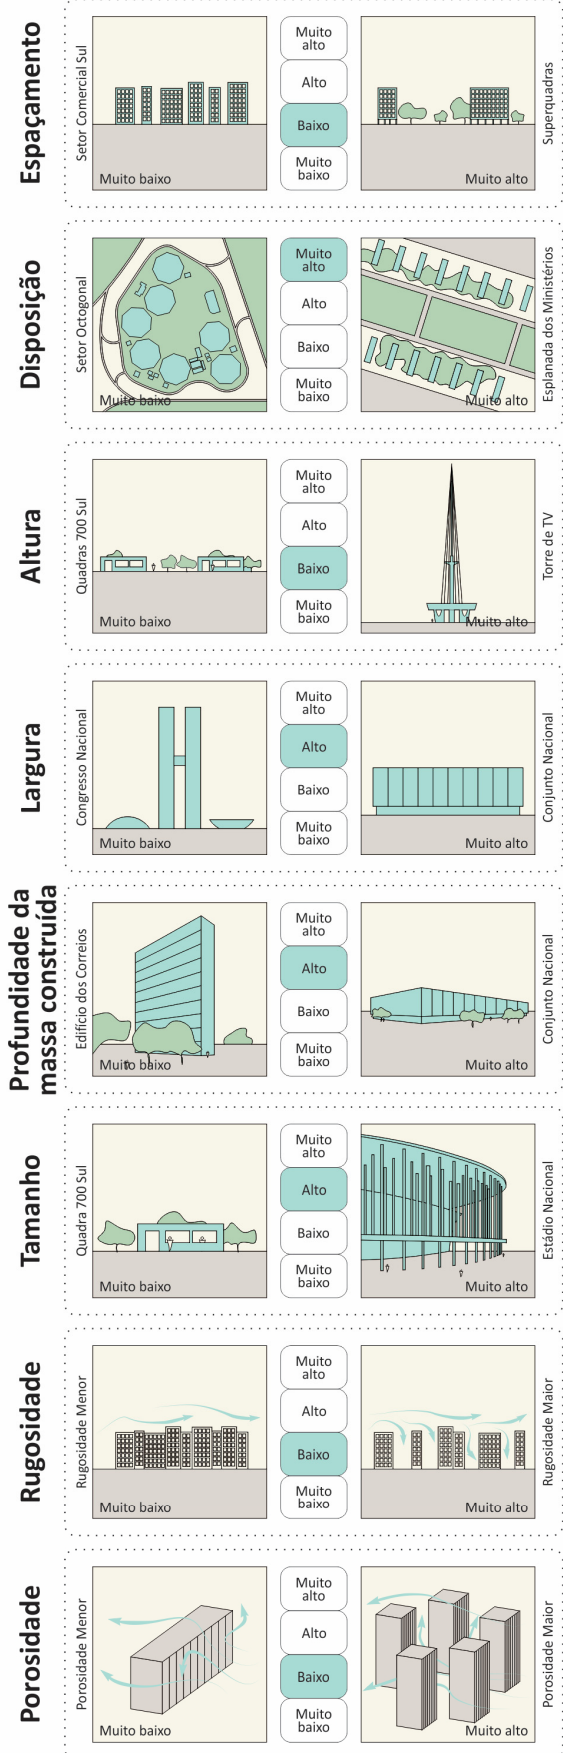 Espaçamento
Setor Comercial Sul
Muito baixo
Muito
alto
Alto
Baixo
Muito
baixo
Muito alto
Superquadras
Disposição
Setor Octogonal
Muito baixo
Muito
alto
Alto
Baixo
Muito
baixo
Muito alto
Esplanada dos Ministérios
Altura
Quadras 700 Sul
Muito baixo
Muito
alto
Alto
Baixo
Muito
baixo
Muito alto
Torre de TV
Largura
Congresso Nacional
Muito baixo
Muito
alto
Alto
Baixo
Muito
baixo
Muito alto
Conjunto Nacional
Profundidade da
massa construída
Edifício dos Correios
Muito baixo
Muito
alto
Alto
Baixo
Muito
baixo
Muito alto
Conjunto Nacional
Tamanho
Quadra 700 Sul
Muito baixo
Muito
alto
Alto
Baixo
Muito
baixo
Muito alto
Estádio Nacional
Rugosidade
Rugosidade Menor
Muito baixo
Muito
alto
Alto
Baixo
Muito
baixo
Muito alto
Rugosidade Maior
Porosidade
Porosidade Menor
Muito baixo
Muito
alto
Alto
Baixo
Muito
baixo
Muito alto
Porosidade Maior